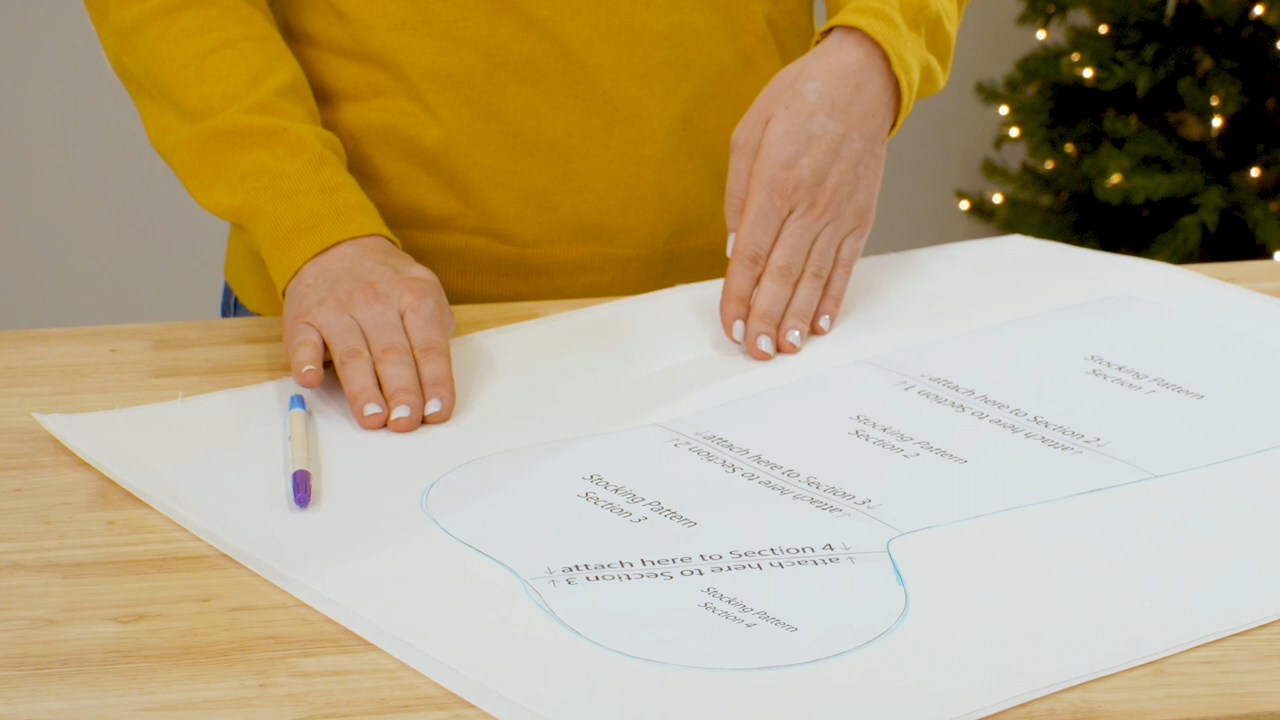 Stocking Pattern
Section 1
↓attach here to Section 2↓
↓attach here to Section 1↓
Stocking Pattern
Section 2
↓attach here to Section 3↓
↓attach here to Section 2↓
Stocking Pattern
Section 3
↓attach here to Section 4↓
↓attach here to Section 3↓
Stocking Pattern
Section 4